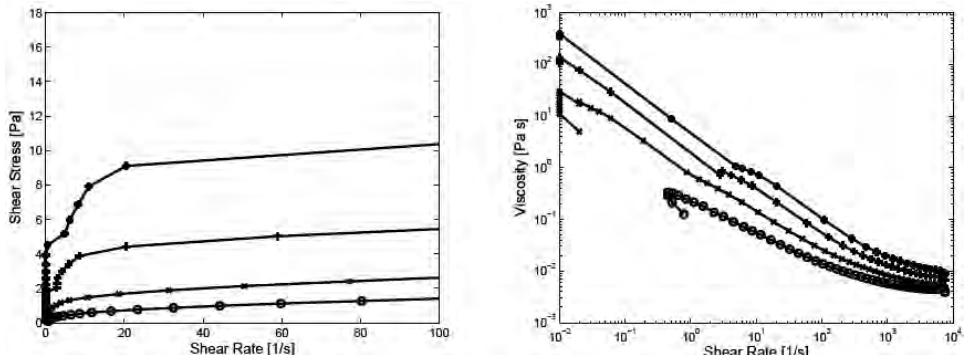 18
16
14
12
10
8
6
4
2
0
0 20 40 60 80 100
Shear Stress [Pa]
Shear Rate [1/s]
10³
10²
10¹
10⁰
10⁻¹
10⁻²
10⁻³
10⁻² 10⁻¹ 10⁰ 10¹ 10² 10³ 10⁴
Viscosity [Pa s]
Shear Rate [1/s]